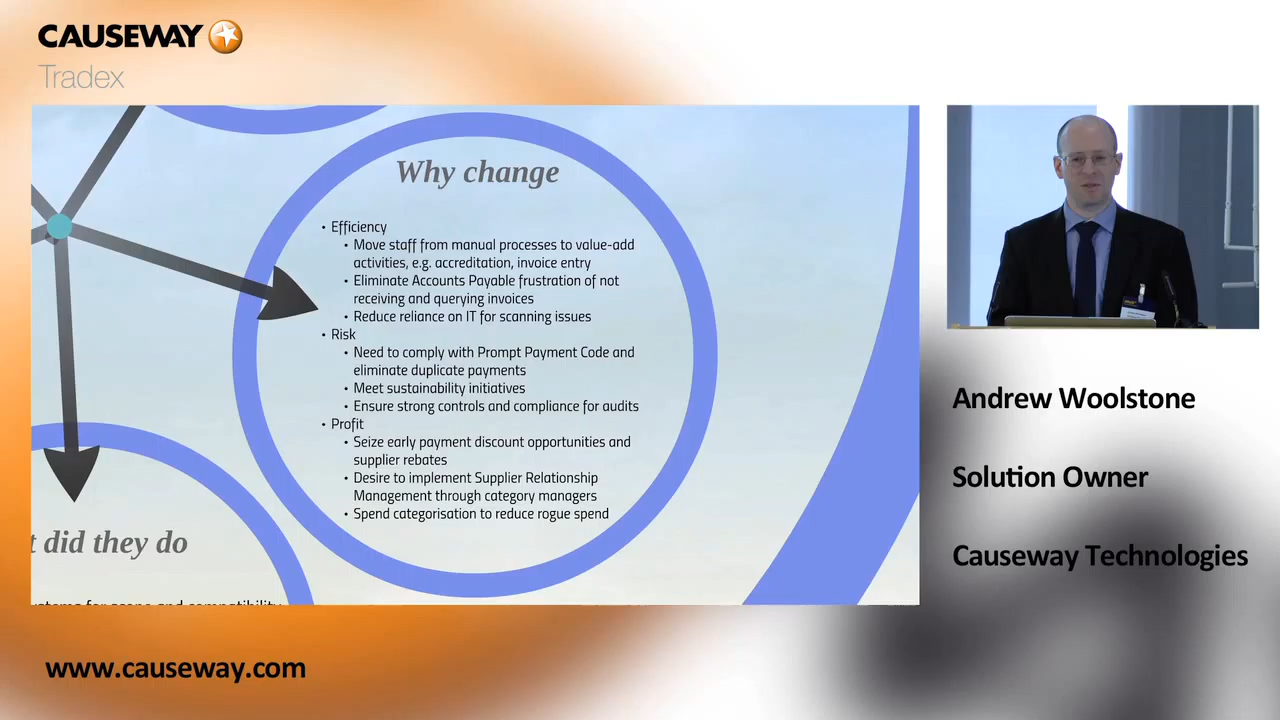 CAUSEWAY
Tradex
Why change
• Efficiency
• Move staff from manual processes to value-add
activities, e.g. accreditation, invoice entry
• Eliminate Accounts Payable frustration of not
receiving and querying invoices
• Reduce reliance on IT for scanning issues
• Risk
• Need to comply with Prompt Payment Code and
eliminate duplicate payments
• Meet sustainability initiatives
• Ensure strong controls and compliance for audits
• Profit
• Seize early payment discount opportunities and
supplier rebates
• Desire to implement Supplier Relationship
Management through category managers
• Spend categorisation to reduce rogue spend
t did they do
Andrew Woolstone
Solution Owner
Causeway Technologies
www.causeway.com